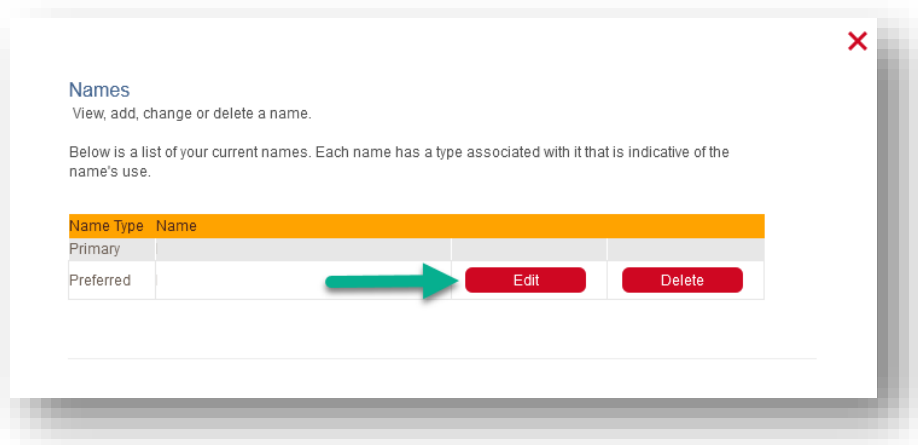 Names
View, add, change or delete a name.
Below is a list of your current names. Each name has a type associated with it that is indicative of the
name's use.
Name Type Name
Primary
Preferred Edit Delete